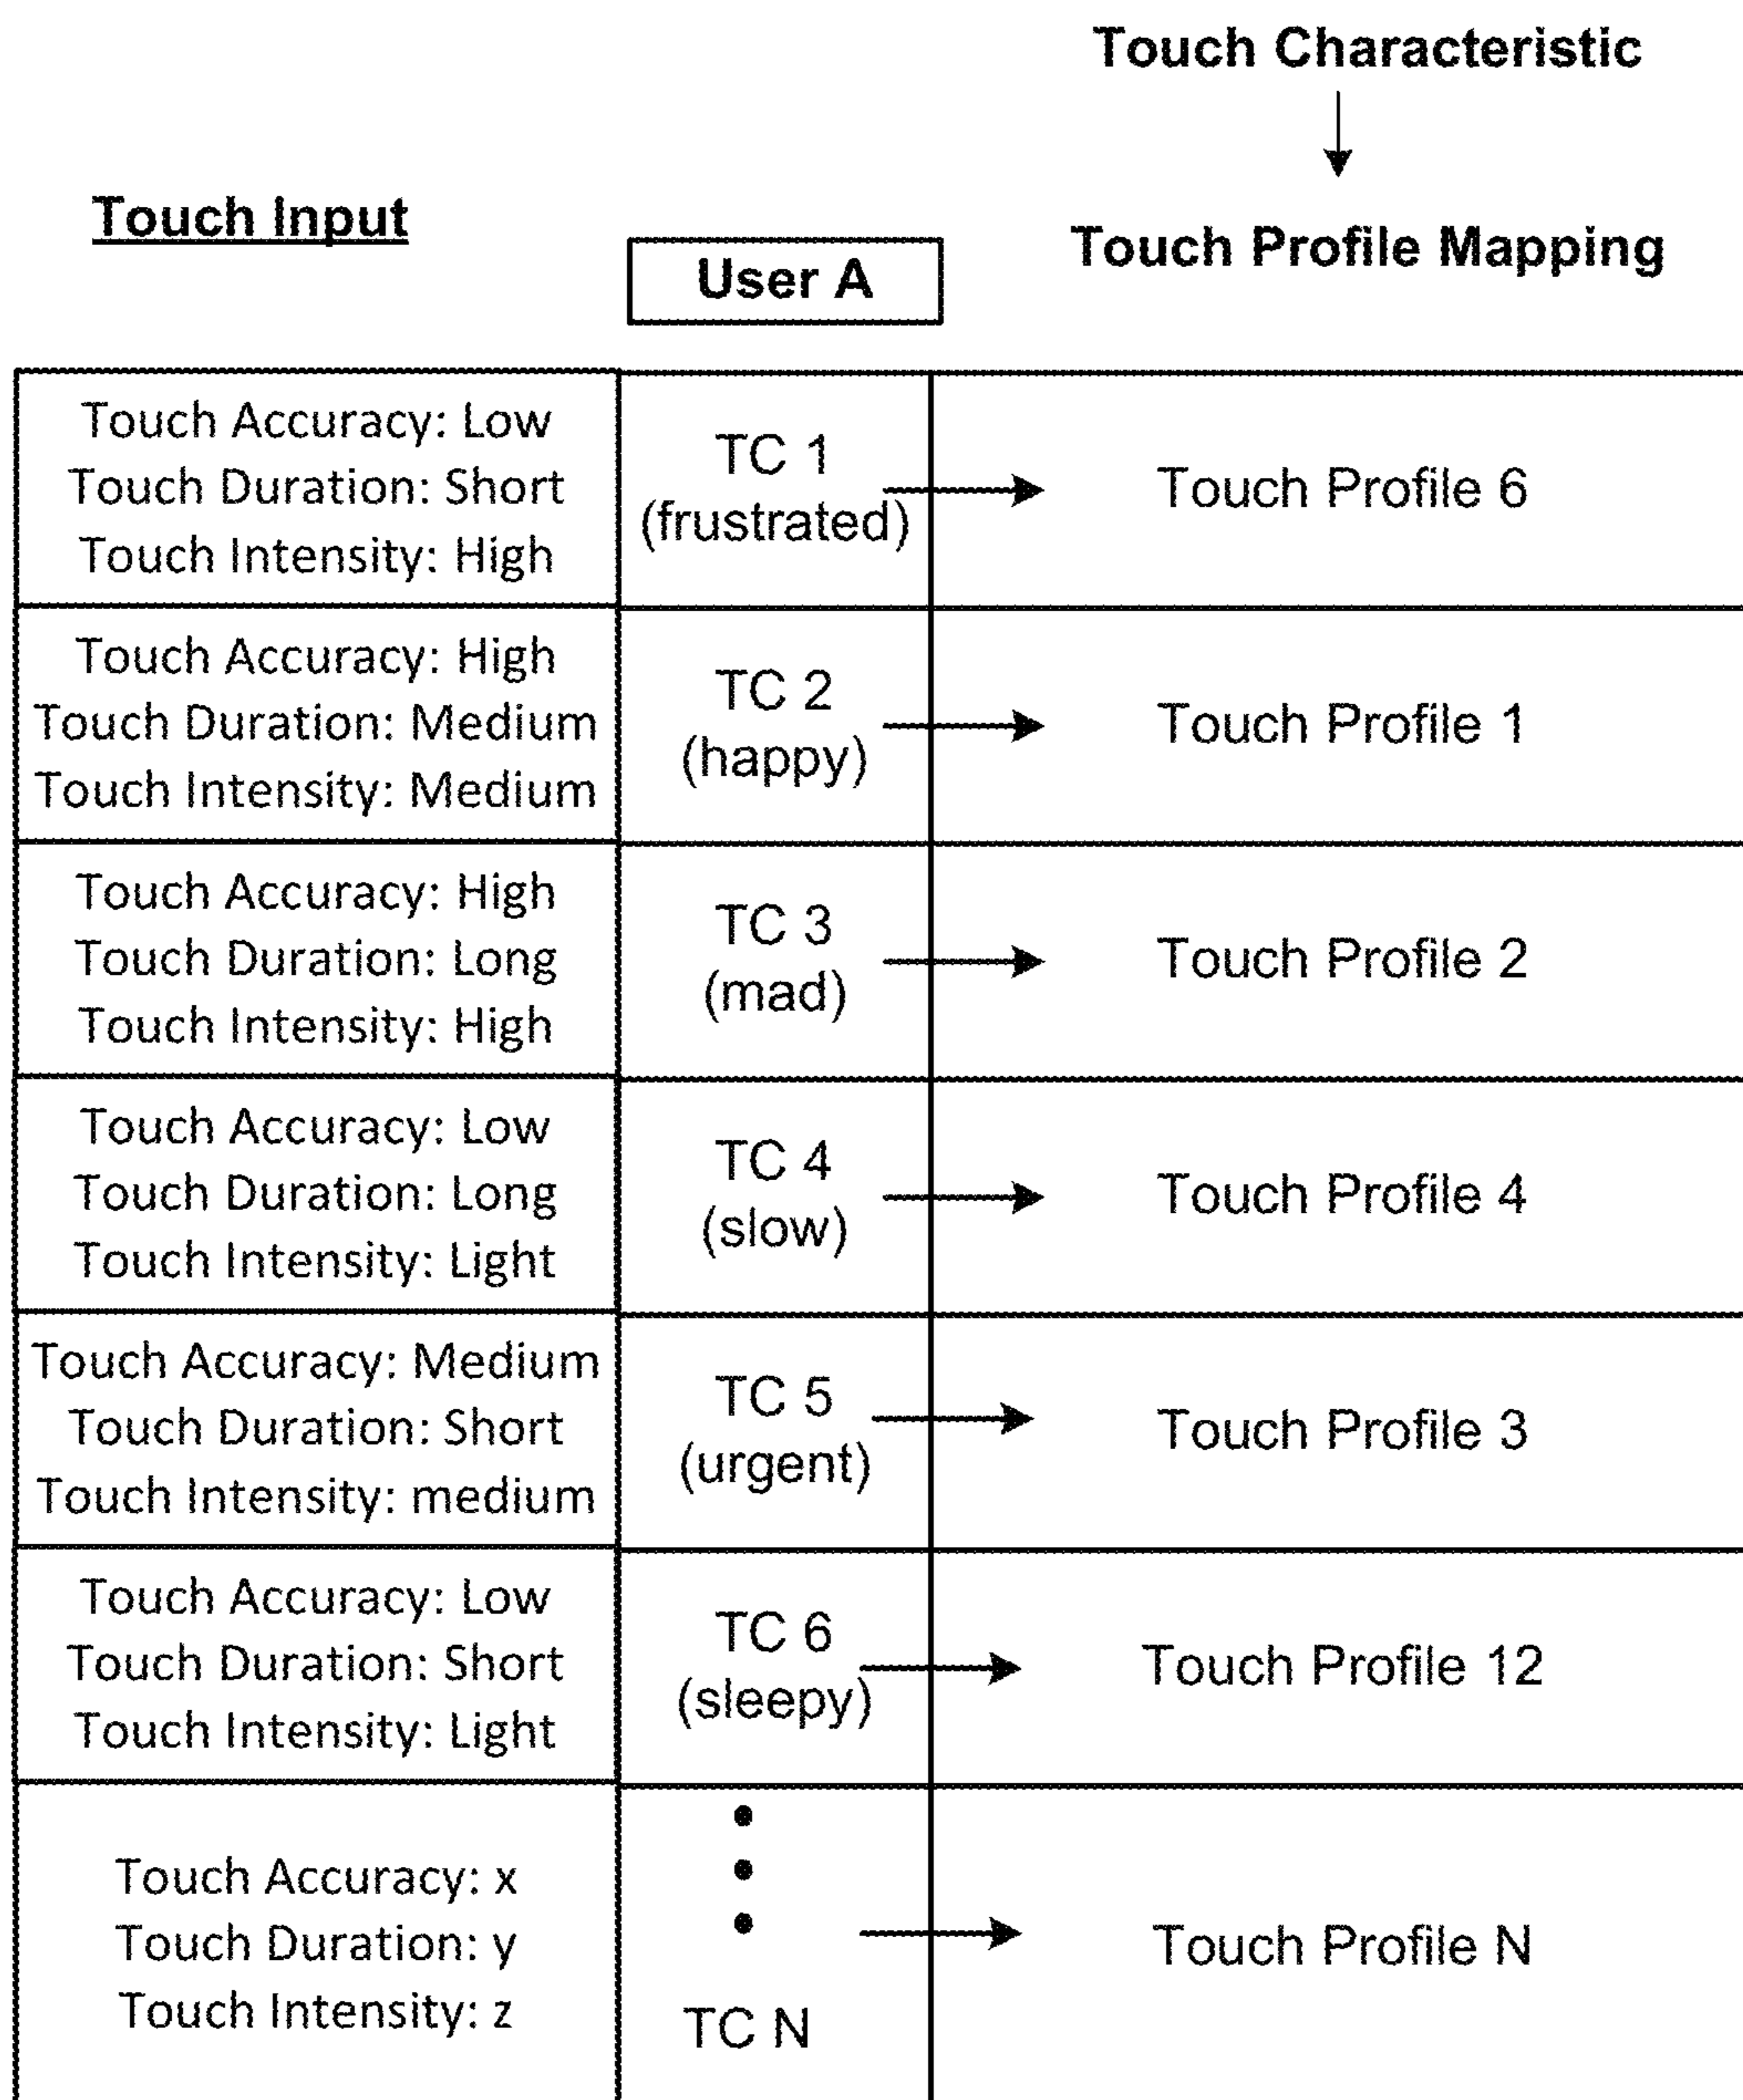 Touch Characteristic
Touch Input
Touch Profile Mapping
User A
Touch Accuracy: Low
Touch Duration: Short
Touch Intensity: High
TC 1
(frustrated)
Touch Profile 6
Touch Accuracy: High
Touch Duration: Medium
Touch Intensity: Medium
TC 2
(happy)
Touch Profile 1
Touch Accuracy: High
Touch Duration: Long
Touch Intensity: High
TC 3
(mad)
Touch Profile 2
Touch Accuracy: Low
Touch Duration: Long
Touch Intensity: Light
TC 4
(slow)
Touch Profile 4
Touch Accuracy: Medium
Touch Duration: Short
Touch Intensity: medium
TC 5
(urgent)
Touch Profile 3
Touch Accuracy: Low
Touch Duration: Short
Touch Intensity: Light
TC 6
(sleepy)
Touch Profile 12
Touch Accuracy: x
Touch Duration: y
Touch Intensity: z
TC N
Touch Profile N